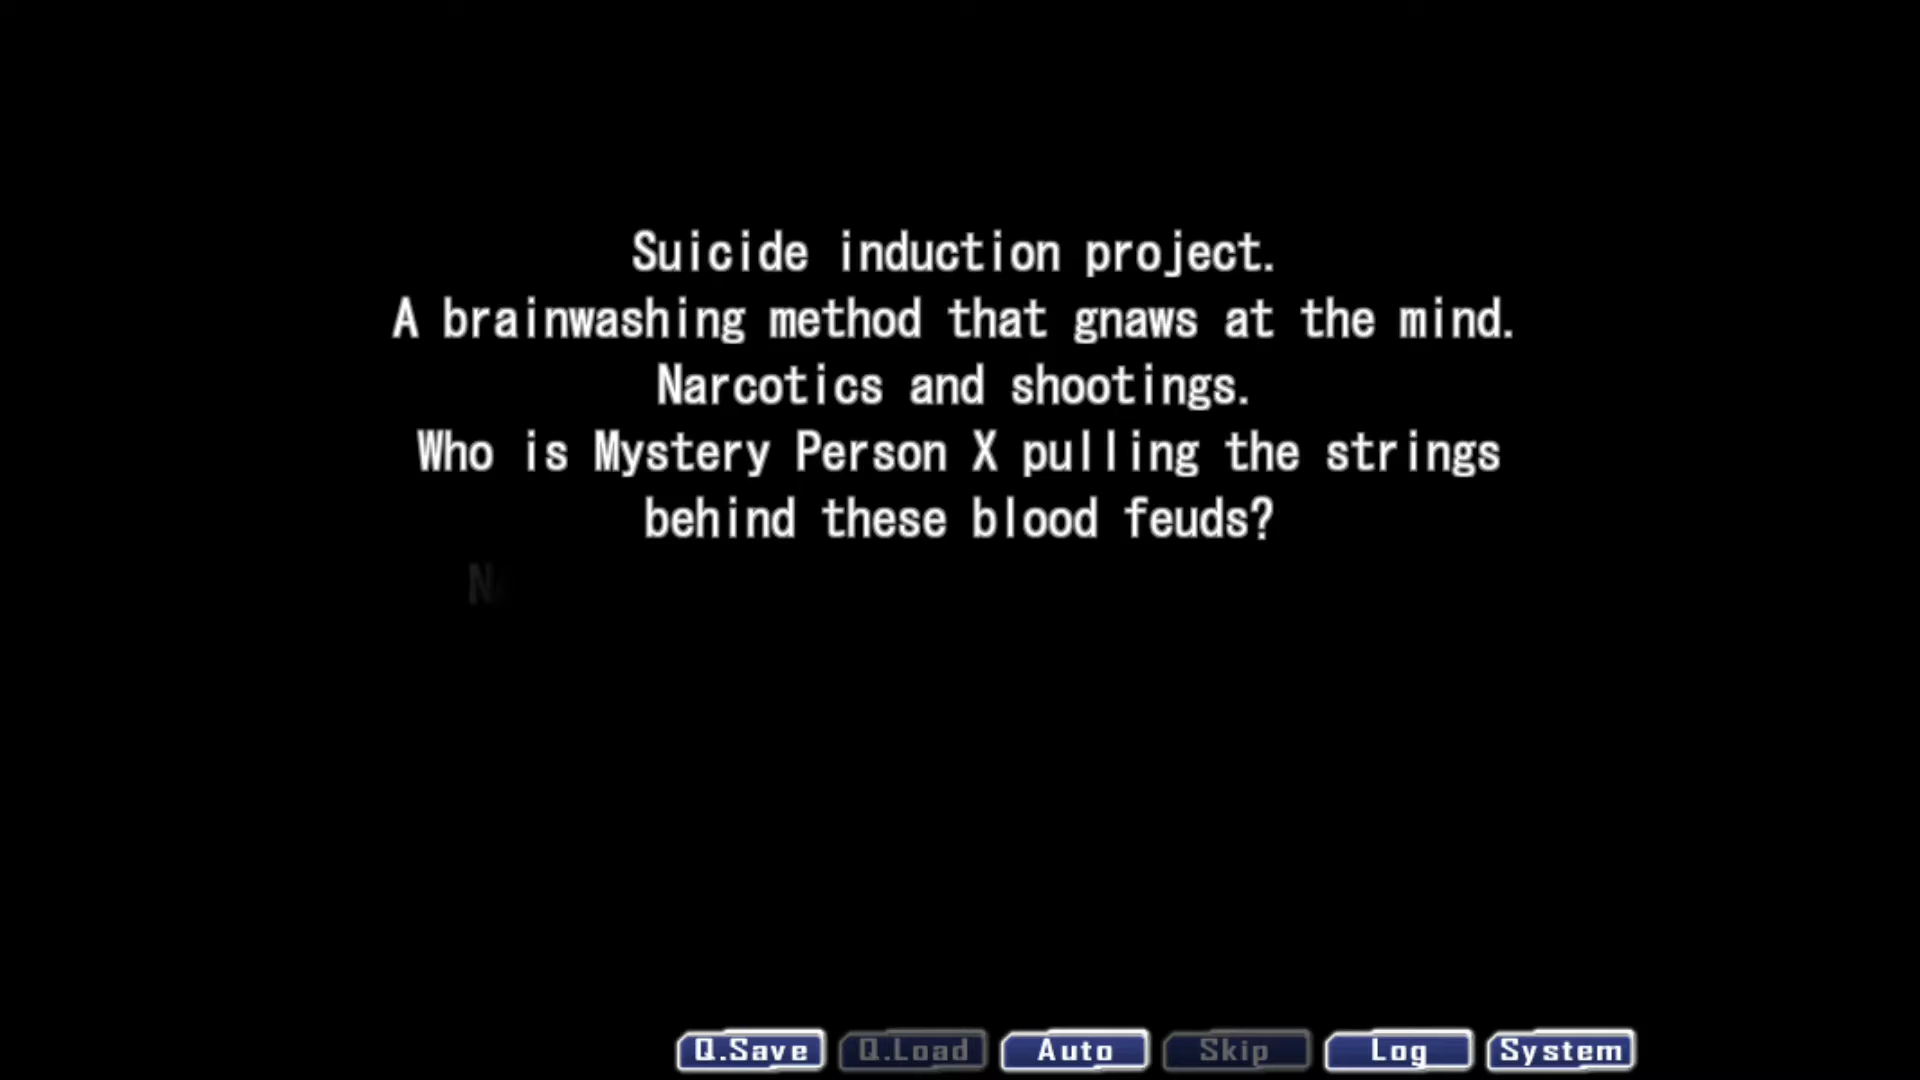 Suicide induction project.
A brainwashing method that gnaws at the mind.
Narcotics and shootings.
Who is Mystery Person X pulling the strings
behind these blood feuds?
Q.Save Q.Load Auto Skip Log System